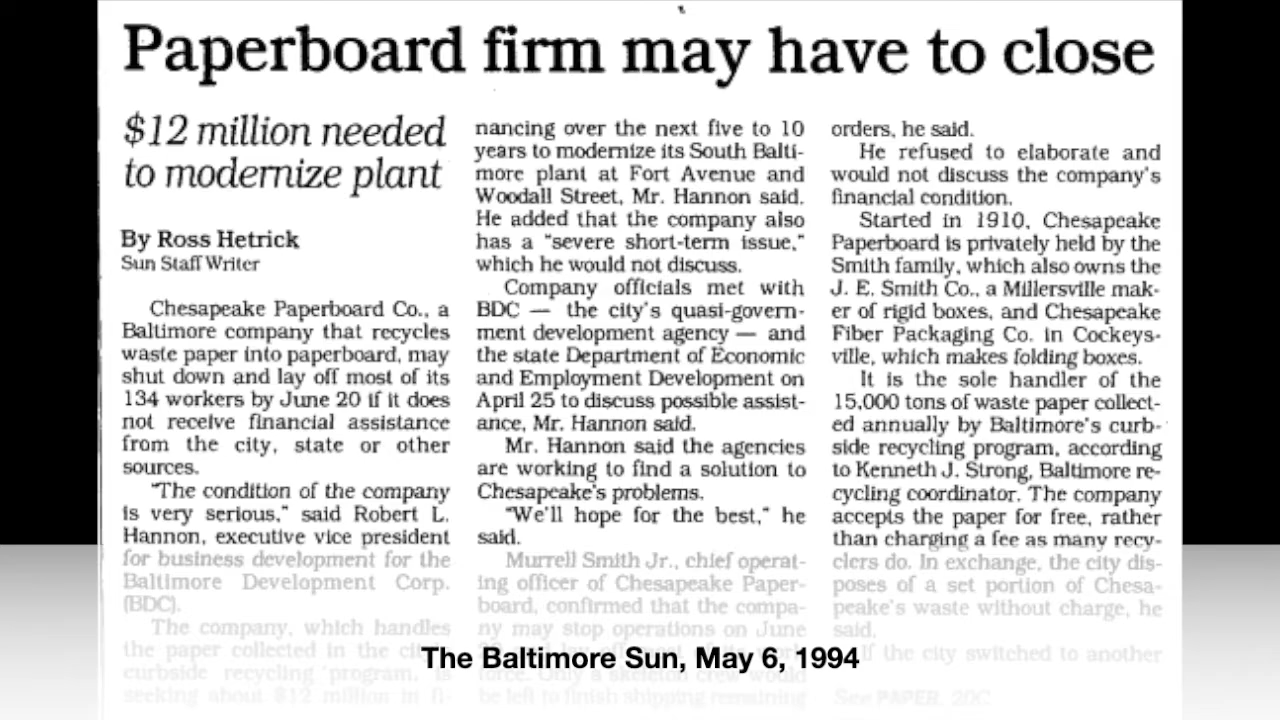 Paperboard firm may have to close
$12 million needed
to modernize plant
By Ross Hetrick
Sun Staff Writer
Chesapeake Paperboard Co., a
Baltimore company that recycles
waste paper into paperboard, may
shut down and lay off most of its
134 workers by June 20 if it does
not receive financial assistance
from the city, state or other
sources.
"The condition of the company
is very serious," said Robert L.
Hannon, executive vice president
for business development for the
Baltimore Development Corp.
(BDC).
The company, which handles
the paper collected in the city's
curbside recycling program, is
seeking about $12 million in fi-
nancing over the next five to 10
years to modernize its South Balti-
more plant at Fort Avenue and
Woodall Street, Mr. Hannon said.
He added that the company also
has a "severe short-term issue,"
which he would not discuss.
Company officials met with
BDC — the city's quasi-govern-
ment development agency — and
the state Department of Economic
and Employment Development on
April 25 to discuss possible assist-
ance, Mr. Hannon said.
Mr. Hannon said the agencies
are working to find a solution to
Chesapeake's problems.
"We'll hope for the best," he
said.
Murrell Smith Jr., chief operat-
ing officer of Chesapeake Paper-
board, confirmed that the compa-
ny may stop operations on June
force. Only a skeleton crew would
be left to finish shipping remaining
orders, he said.
He refused to elaborate and
would not discuss the company's
financial condition.
Started in 1910, Chesapeake
Paperboard is privately held by the
Smith family, which also owns the
J. E. Smith Co., a Millersville mak-
er of rigid boxes, and Chesapeake
Fiber Packaging Co. in Cockeys-
ville, which makes folding boxes.
It is the sole handler of the
15,000 tons of waste paper collect-
ed annually by Baltimore's curb-
side recycling program, according
to Kenneth J. Strong, Baltimore re-
cycling coordinator. The company
accepts the paper for free, rather
than charging a fee as many recy-
clers do. In exchange, the city dis-
poses of a set portion of Chesa-
peake's waste without charge, he
said.
If the city switched to another
See PAPER, 20C
The Baltimore Sun, May 6, 1994